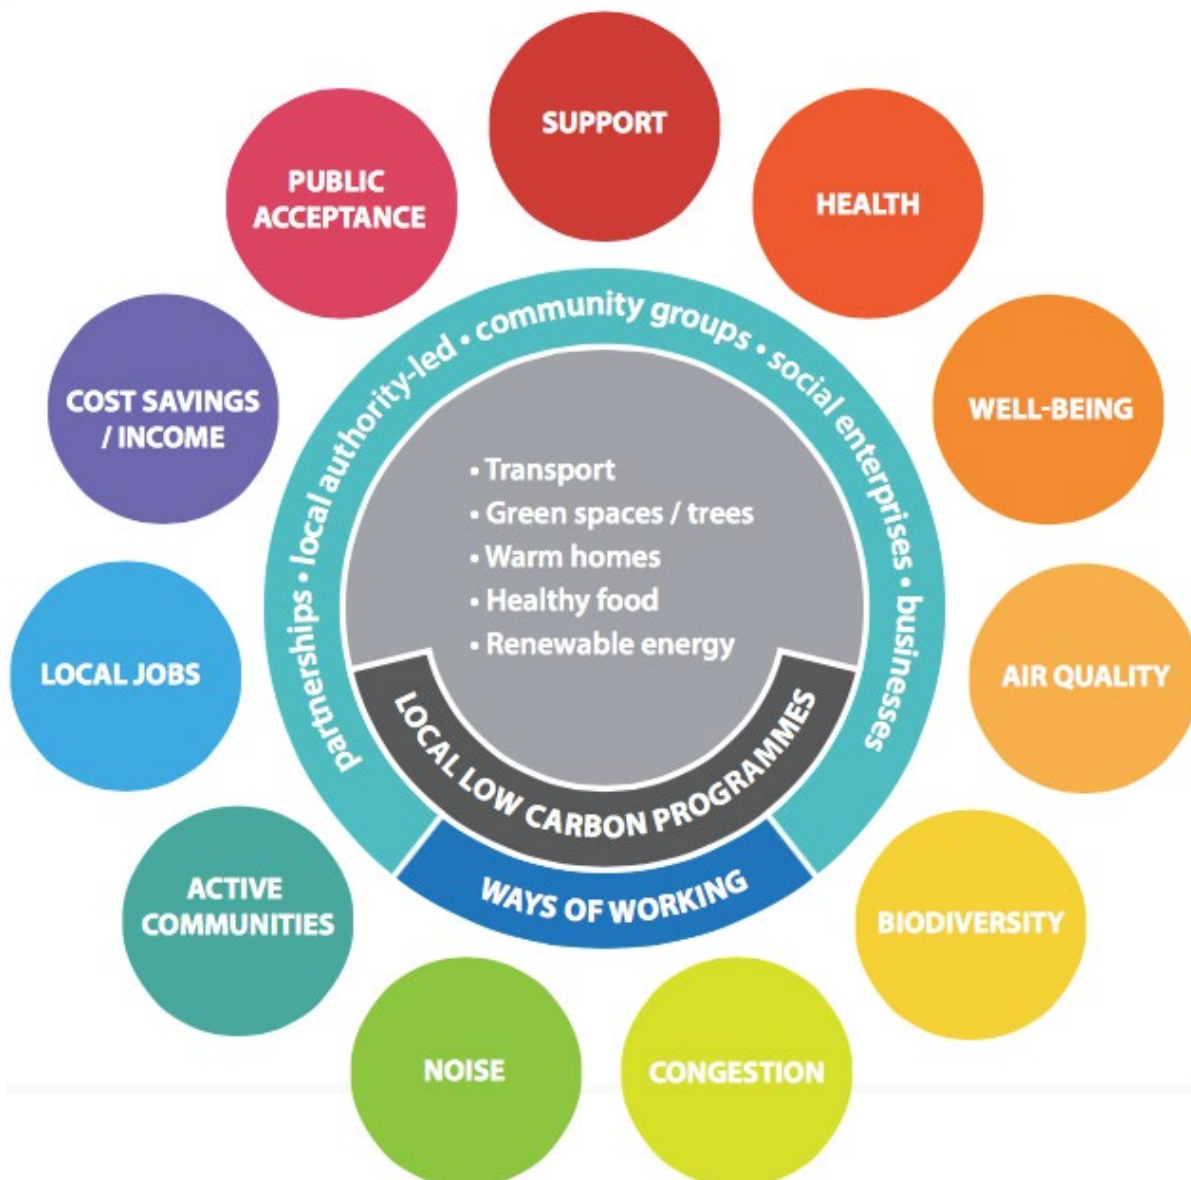 SUPPORT
HEALTH
WELL-BEING
AIR QUALITY
BIODIVERSITY
CONGESTION
NOISE
ACTIVE
COMMUNITIES
LOCAL JOBS
COST SAVINGS
/ INCOME
PUBLIC
ACCEPTANCE
partnerships • local authority-led • community groups • social enterprises • businesses
• Transport
• Green spaces / trees
• Warm homes
• Healthy food
• Renewable energy
LOCAL LOW CARBON PROGRAMMES
WAYS OF WORKING